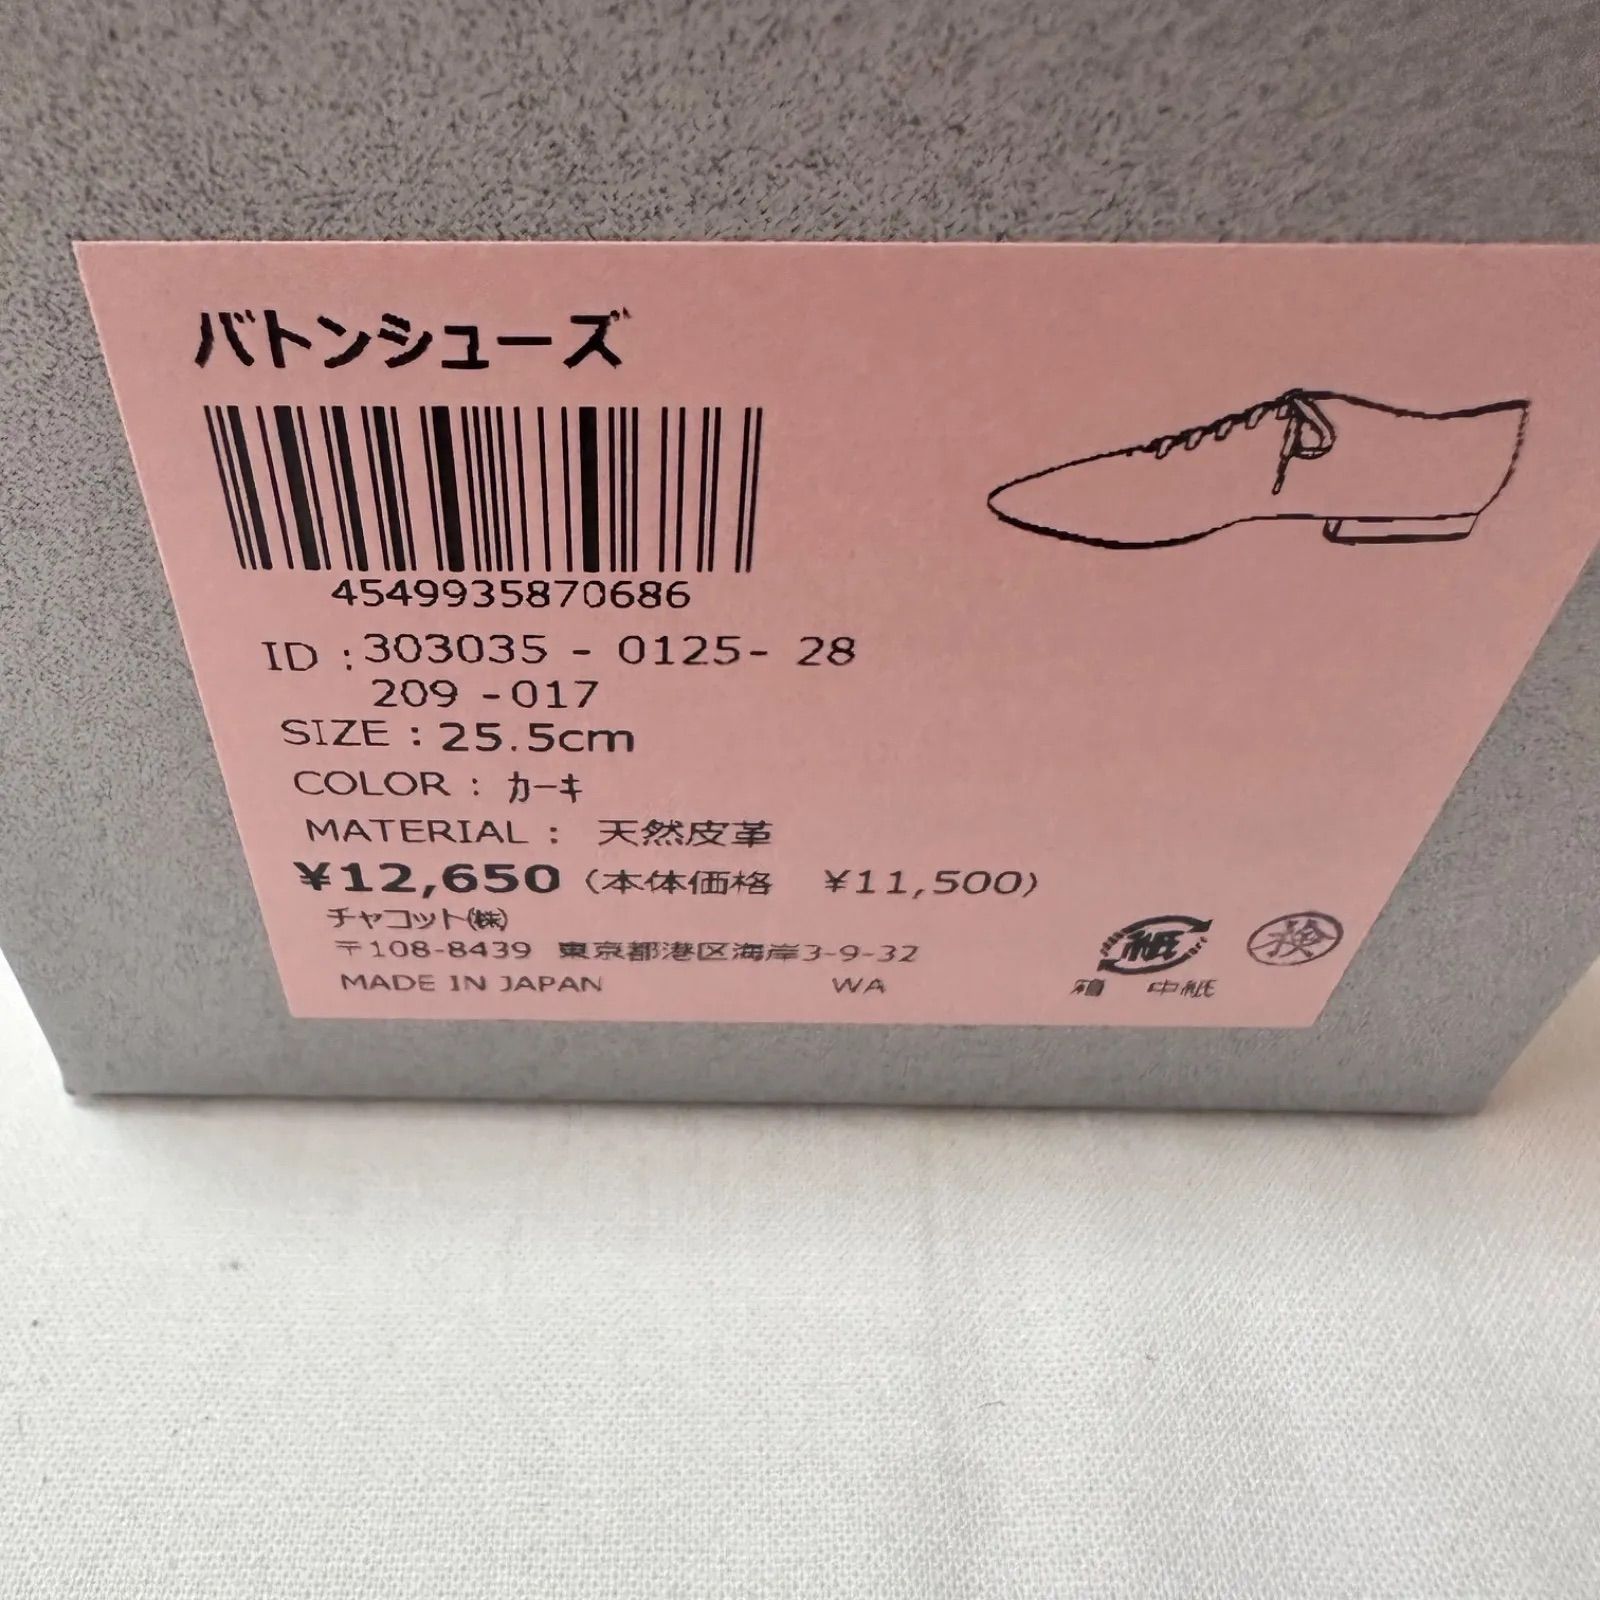 バトンシューズ
4549935870686
ID : 303035 - 0125- 28
209 -017
SIZE : 25.5cm
COLOR : カーキ
MATERIAL : 天然皮革
¥12,650 (本体価格 ¥11,500)
チャコット㈱
〒108-8439 東京都港区海岸3-9-32
MADE IN JAPAN WA
紙
箱 中紙
検